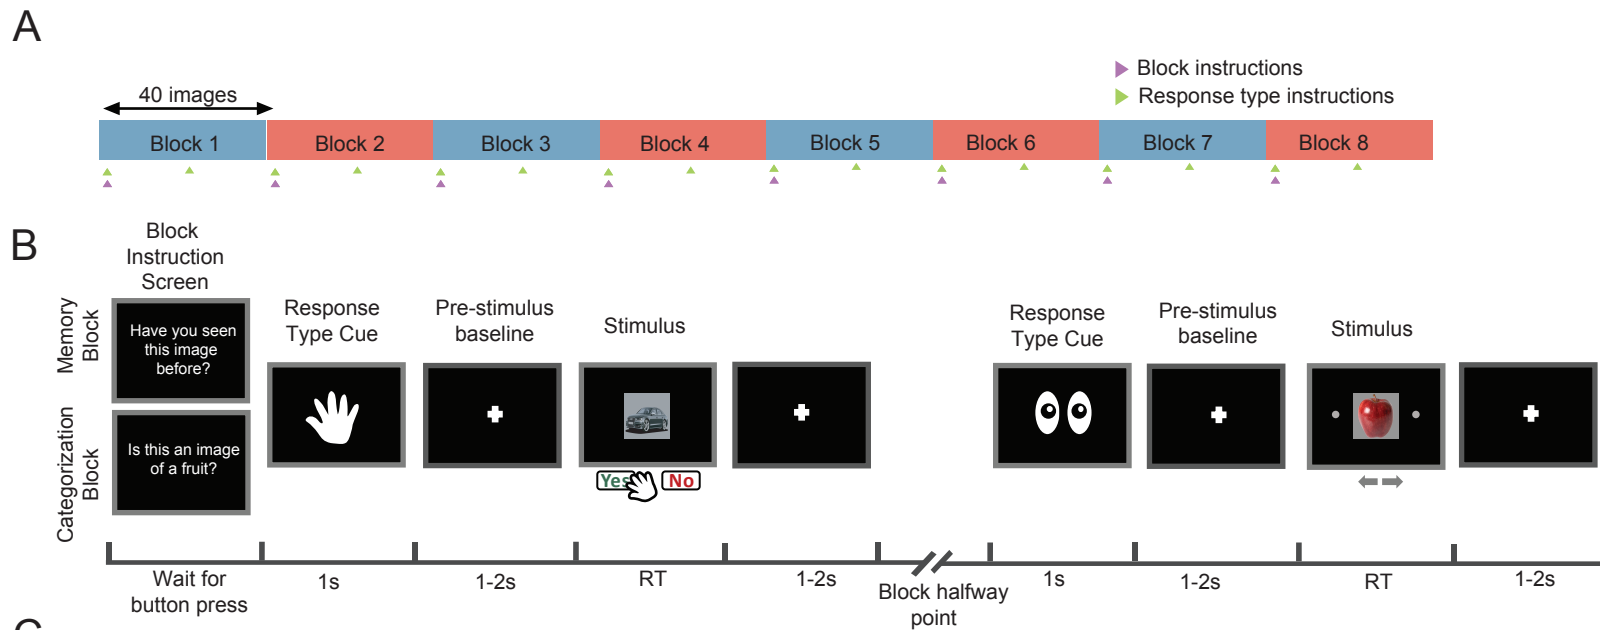 A
40 images
Block instructions
Response type instructions
Block 1
Block 2
Block 3
Block 4
Block 5
Block 6
Block 7
Block 8
B
Block
Instruction
Screen
Memory
Block
Have you seen
this image
before?
Categorization
Block
Is this an image
of a fruit?
Response
Type Cue
Pre-stimulus
baseline
Stimulus
Yes
No
Response
Type Cue
Pre-stimulus
baseline
Stimulus
Wait for
button press
1s
1-2s
RT
1-2s
Block halfway
point
1s
1-2s
RT
1-2s